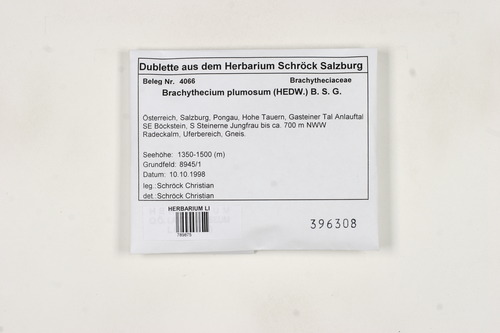 Dublette aus dem Herbarium Schröck Salzburg
Beleg Nr. 4066 Brachytheciaceae
Brachythecium plumosum (HEDW.) B. S. G.
Österreich, Salzburg, Pongau, Hohe Tauern, Gasteiner Tal Anlauftal
SE Böckstein, S Steinerne Jungfrau bis ca. 700 m NWW
Radeckalm, Uferbereich, Gneis.
Seehöhe: 1350-1500 (m)
Grundfeld: 8945/1
Datum: 10.10.1998
leg.: Schröck Christian
det.: Schröck Christian
HERBARIUM LI
396308